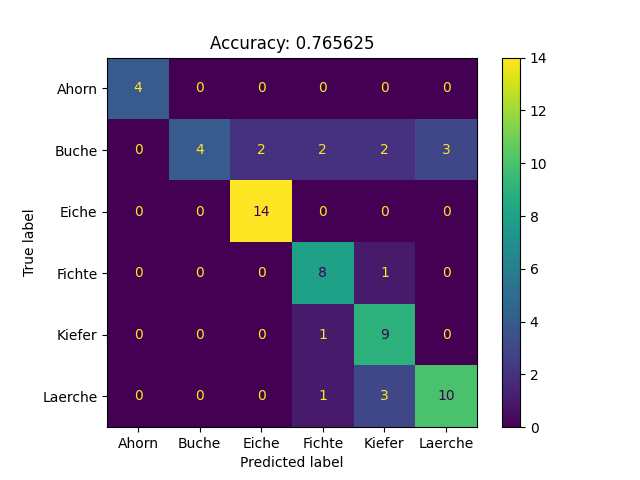 Accuracy: 0.765625
True label
Ahorn 4 0 0 0 0 0
Buche 0 4 2 2 2 3
Eiche 0 0 14 0 0 0
Fichte 0 0 0 8 1 0
Kiefer 0 0 0 1 9 0
Laerche 0 0 0 1 3 10
Ahorn Buche Eiche Fichte Kiefer Laerche
Predicted label
14
12
10
8
6
4
2
0